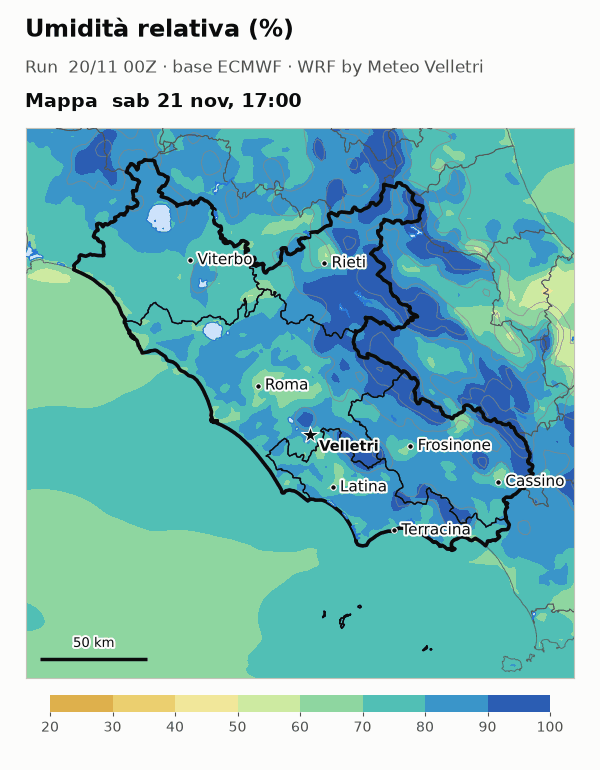 Umidità relativa (%)
Run  20/11 00Z · base ECMWF · WRF by Meteo Velletri
Mappa  sab 21 nov, 17:00
Viterbo
Rieti
Roma
Velletri
Frosinone
Cassino
Latina
Terracina
50 km
20 30 40 50 60 70 80 90 100